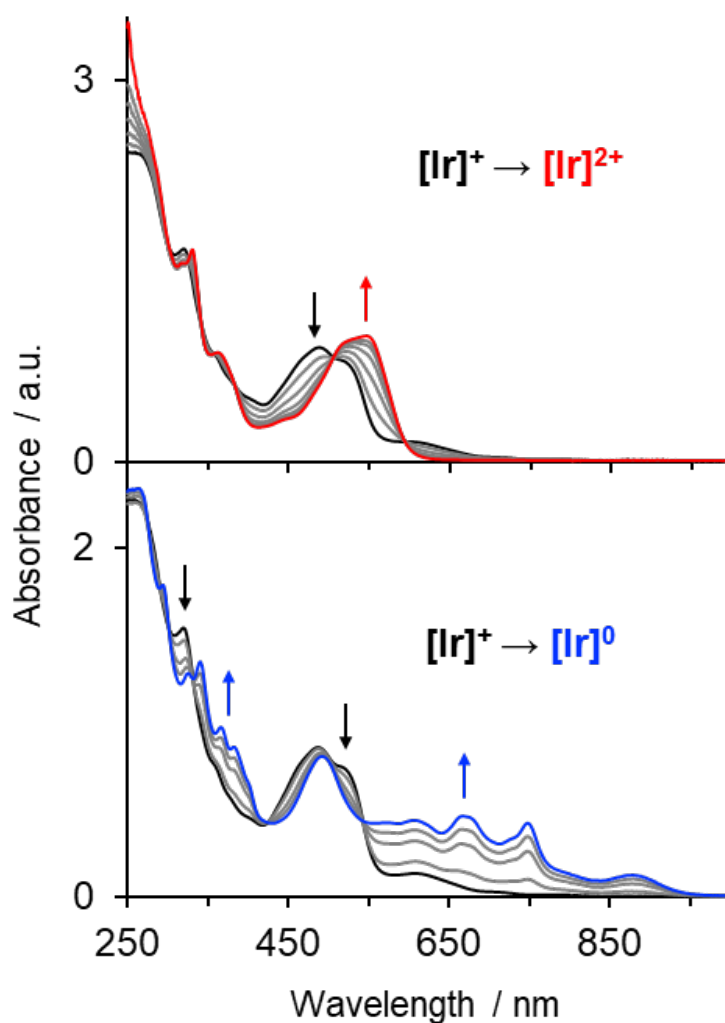 3
[Ir]⁺ → [Ir]²⁺
0
Absorbance / a.u.
2
[Ir]⁺ → [Ir]⁰
0
250 450 650 850
Wavelength / nm